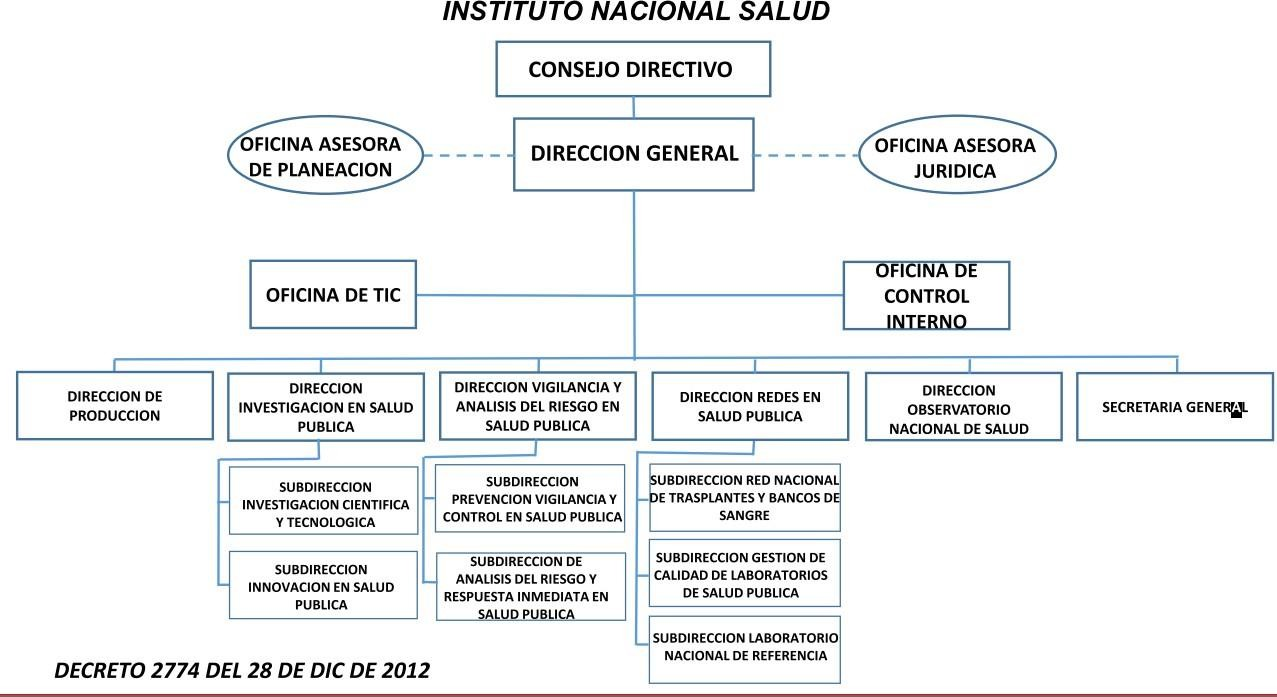 INSTITUTO NACIONAL SALUD
CONSEJO DIRECTIVO
OFICINA ASESORA
DE PLANEACION
DIRECCION GENERAL
OFICINA ASESORA
JURIDICA
OFICINA DE TIC
OFICINA DE
CONTROL
INTERNO
DIRECCION DE
PRODUCCION
DIRECCION
INVESTIGACION EN SALUD
PUBLICA
DIRECCION VIGILANCIA Y
ANALISIS DEL RIESGO EN
SALUD PUBLICA
DIRECCION REDES EN
SALUD PUBLICA
DIRECCION
OBSERVATORIO
NACIONAL DE SALUD
SECRETARIA GENERAL
SUBDIRECCION
INVESTIGACION CIENTIFICA
Y TECNOLOGICA
SUBDIRECCION
INNOVACION EN SALUD
PUBLICA
SUBDIRECCION
PREVENCION VIGILANCIA Y
CONTROL EN SALUD PUBLICA
SUBDIRECCION DE
ANALISIS DEL RIESGO Y
RESPUESTA INMEDIATA EN
SALUD PUBLICA
SUBDIRECCION RED NACIONAL
DE TRASPLANTES Y BANCOS DE
SANGRE
SUBDIRECCION GESTION DE
CALIDAD DE LABORATORIOS
DE SALUD PUBLICA
SUBDIRECCION LABORATORIO
NACIONAL DE REFERENCIA
DECRETO 2774 DEL 28 DE DIC DE 2012